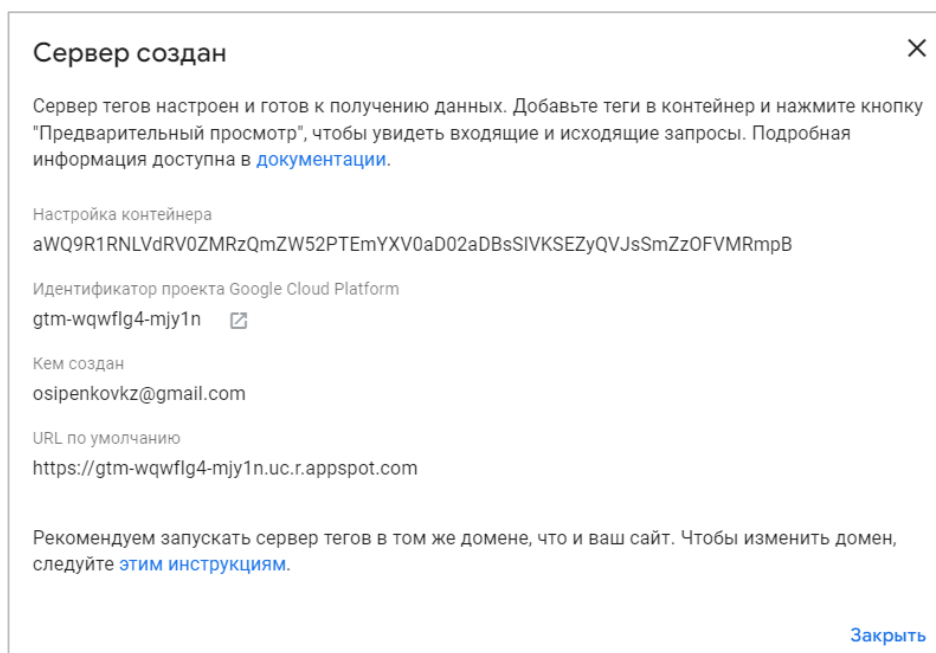 Сервер создан
Сервер тегов настроен и готов к получению данных. Добавьте теги в контейнер и нажмите кнопку
"Предварительный просмотр", чтобы увидеть входящие и исходящие запросы. Подробная
информация доступна в документации.
Настройка контейнера
aWQ9R1RNLVdRV0ZMRzQmZW52PTEmYXV0aD02aDBsSlVKSEZyQVJsSmZzOFVMRmpB
Идентификатор проекта Google Cloud Platform
gtm-wqwflg4-mjy1n
Кем создан
osipenkovkz@gmail.com
URL по умолчанию
https://gtm-wqwflg4-mjy1n.uc.r.appspot.com
Рекомендуем запускать сервер тегов в том же домене, что и ваш сайт. Чтобы изменить домен,
следуйте этим инструкциям.
Закрыть